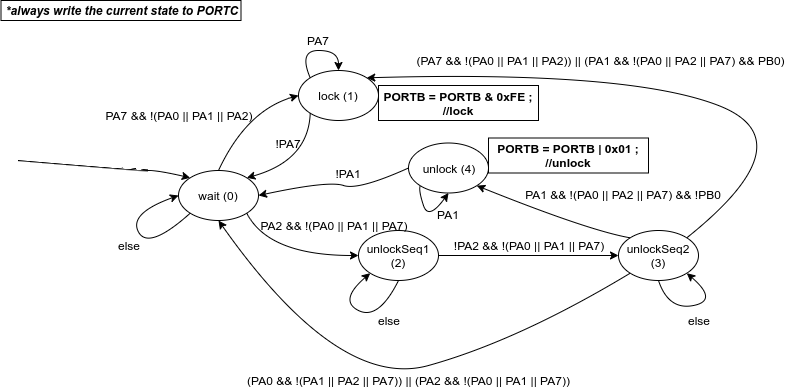 *always write the current state to PORTC
PA7
(PA7 && !(PA0 || PA1 || PA2)) || (PA1 && !(PA0 || PA2 || PA7) && PB0)
lock (1)
PORTB = PORTB & 0xFE ;
//lock
PA7 && !(PA0 || PA1 || PA2)
!PA7
PORTB = PORTB | 0x01 ;
//unlock
unlock (4)
!PA1
wait (0)
PA1 && !(PA0 || PA2 || PA7) && !PB0
PA1
PA2 && !(PA0 || PA1 || PA7)
else
unlockSeq1
(2)
!PA2 && !(PA0 || PA1 || PA7)
unlockSeq2
(3)
else
else
(PA0 && !(PA1 || PA2 || PA7)) || (PA2 && !(PA0 || PA1 || PA7))